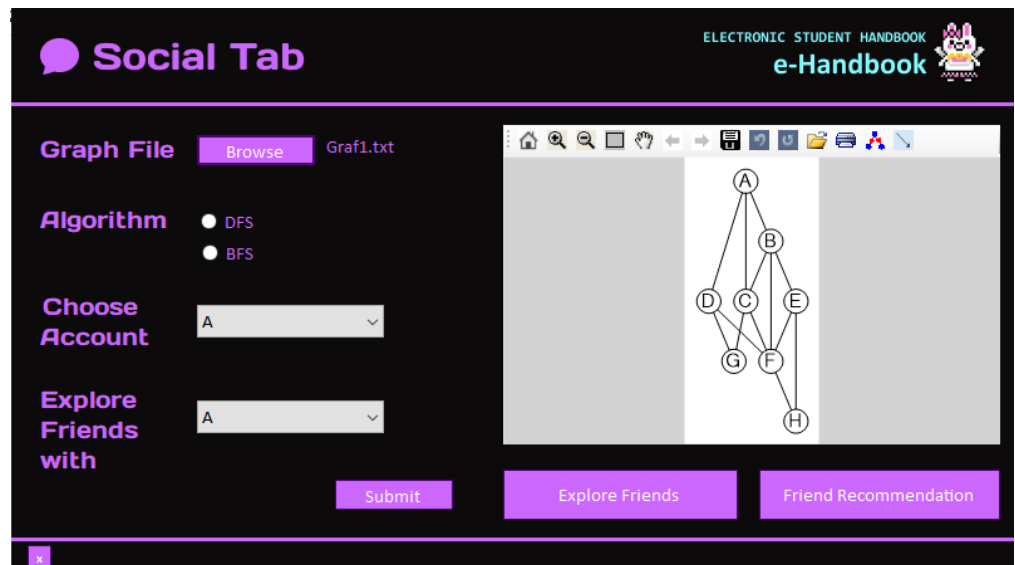 Social Tab
ELECTRONIC STUDENT HANDBOOK
e-Handbook
Graph File
Browse
Graf1.txt
Algorithm
DFS
BFS
Choose
Account
A
Explore
Friends
with
A
Submit
A
B
D
C
E
G
F
H
Explore Friends
Friend Recommendation
x